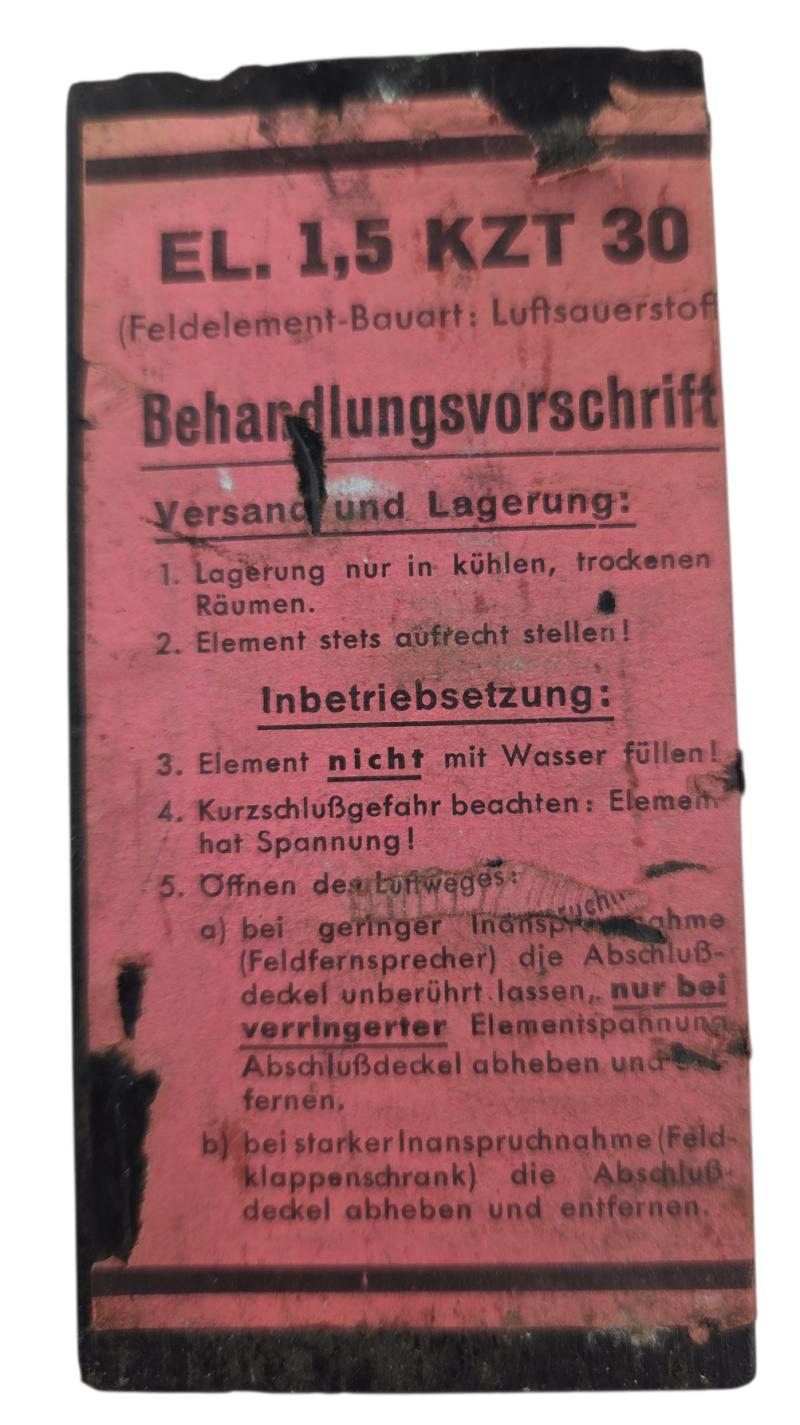 EL. 1,5 KZT 30
(Feldelement-Bauart: Luftsauerstoff
Behandlungsvorschrift
Versand und Lagerung:
1. Lagerung nur in kühlen, trockenen
Räumen.
2. Element stets aufrecht stellen!
Inbetriebsetzung:
3. Element nicht mit Wasser füllen!
4. Kurzschlußgefahr beachten: Element
hat Spannung!
5. Öffnen des Luftweges:
a) bei geringer Inanspruchnahme
(Feldfernsprecher) die Abschluß-
deckel unberührt lassen, nur bei
verringerter Elementspannung
Abschlußdeckel abheben und
fernen.
b) bei starker Inanspruchnahme (Feld-
klappenschrank) die Abschluß-
deckel abheben und entfernen.